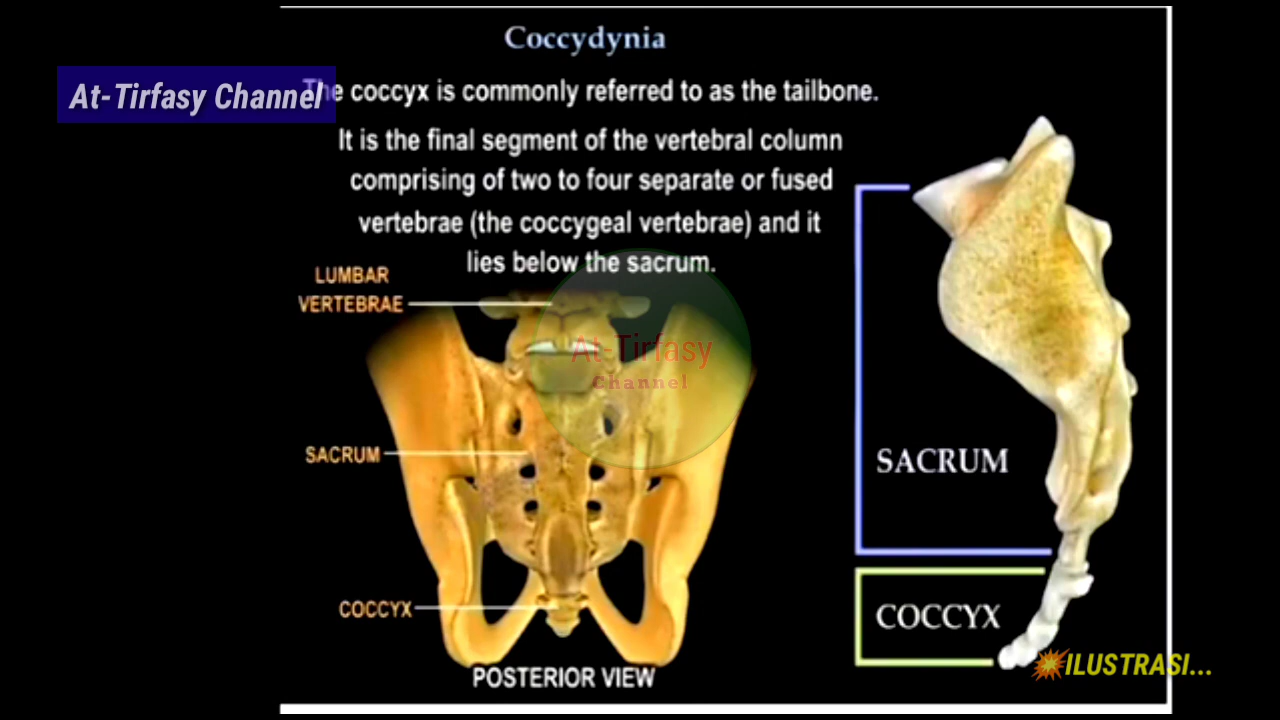 Coccydynia
At-Tirfasy Channel
The coccyx is commonly referred to as the tailbone.
It is the final segment of the vertebral column
comprising of two to four separate or fused
vertebrae (the coccygeal vertebrae) and it
lies below the sacrum.
LUMBAR
VERTEBRAE
At-Tirfasy
Channel
SACRUM
COCCYX
POSTERIOR VIEW
SACRUM
COCCYX
ILUSTRASI...